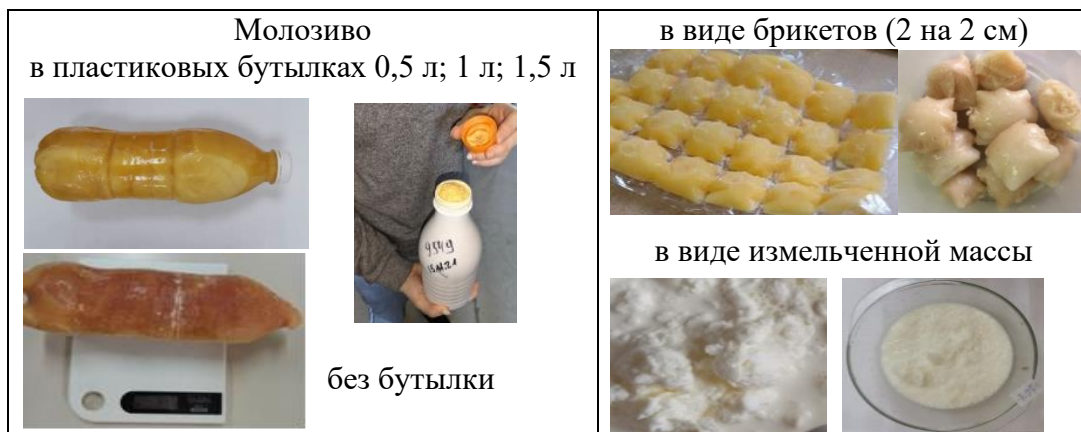 Молозиво
в пластиковых бутылках 0,5 л; 1 л; 1,5 л
без бутылки
в виде брикетов (2 на 2 см)
в виде измельченной массы